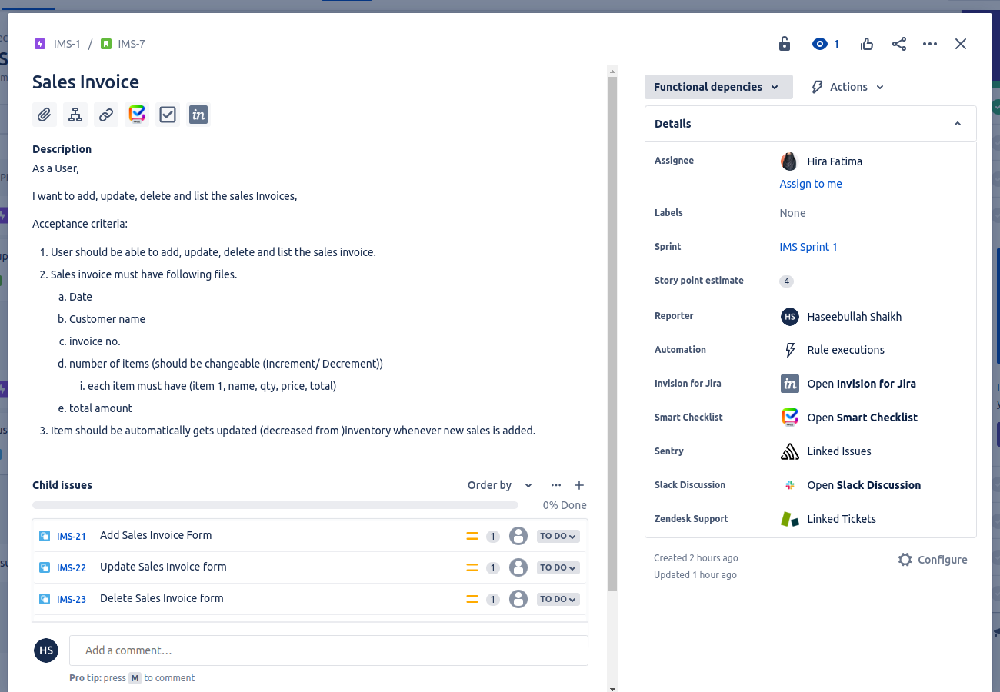 IMS-1 / IMS-7
1
Sales Invoice
in
Description
As a User,
I want to add, update, delete and list the sales Invoices,
Acceptance criteria:
1. User should be able to add, update, delete and list the sales invoice.
2. Sales invoice must have following files.
a. Date
b. Customer name
c. invoice no.
d. number of items (should be changeable (Increment/ Decrement))
i. each item must have (item 1, name, qty, price, total)
e. total amount
3. Item should be automatically gets updated (decreased from )inventory whenever new sales is added.
Child issues
Order by
0% Done
IMS-21 Add Sales Invoice Form 1 TO DO
IMS-22 Update Sales Invoice form 1 TO DO
IMS-23 Delete Sales Invoice form 1 TO DO
HS Add a comment…
Pro tip: press M to comment
Functional depencies
Actions
Details
Assignee Hira Fatima
Assign to me
Labels None
Sprint IMS Sprint 1
Story point estimate 4
Reporter HS Haseebullah Shaikh
Automation Rule executions
Invision for Jira in Open Invision for Jira
Smart Checklist Open Smart Checklist
Sentry Linked Issues
Slack Discussion Open Slack Discussion
Zendesk Support Linked Tickets
Created 2 hours ago
Configure
Updated 1 hour ago